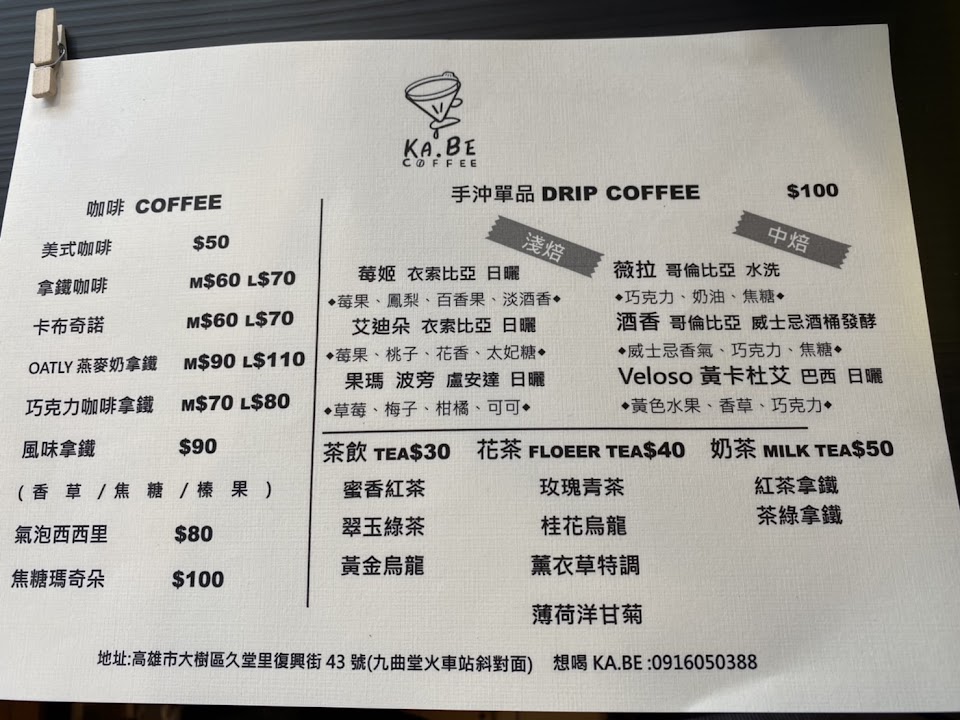 KA.BE
COFFEE
咖啡 COFFEE
美式咖啡 $50
拿鐵咖啡 M$60 L$70
卡布奇諾 M$60 L$70
OATLY 燕麥奶拿鐵 M$90 L$110
巧克力咖啡拿鐵 M$70 L$80
風味拿鐵 $90
(香草/焦糖/榛果)
氣泡西西里 $80
焦糖瑪奇朵 $100
手沖單品 DRIP COFFEE $100
淺焙
莓姬 衣索比亞 日曬
◆莓果、鳳梨、百香果、淡酒香◆
艾迪朵 衣索比亞 日曬
◆莓果、桃子、花香、太妃糖◆
果瑪 波旁 盧安達 日曬
◆草莓、梅子、柑橘、可可◆
中焙
薇拉 哥倫比亞 水洗
◆巧克力、奶油、焦糖◆
酒香 哥倫比亞 威士忌酒桶發酵
◆威士忌香氣、巧克力、焦糖◆
Veloso 黃卡杜艾 巴西 日曬
◆黃色水果、香草、巧克力◆
茶飲 TEA$30
蜜香紅茶
翠玉綠茶
黃金烏龍
花茶 FLOEER TEA$40
玫瑰青茶
桂花烏龍
薰衣草特調
薄荷洋甘菊
奶茶 MILK TEA$50
紅茶拿鐵
茶綠拿鐵
地址:高雄市大樹區久堂里復興街 43 號(九曲堂火車站斜對面) 想喝 KA.BE :0916050388